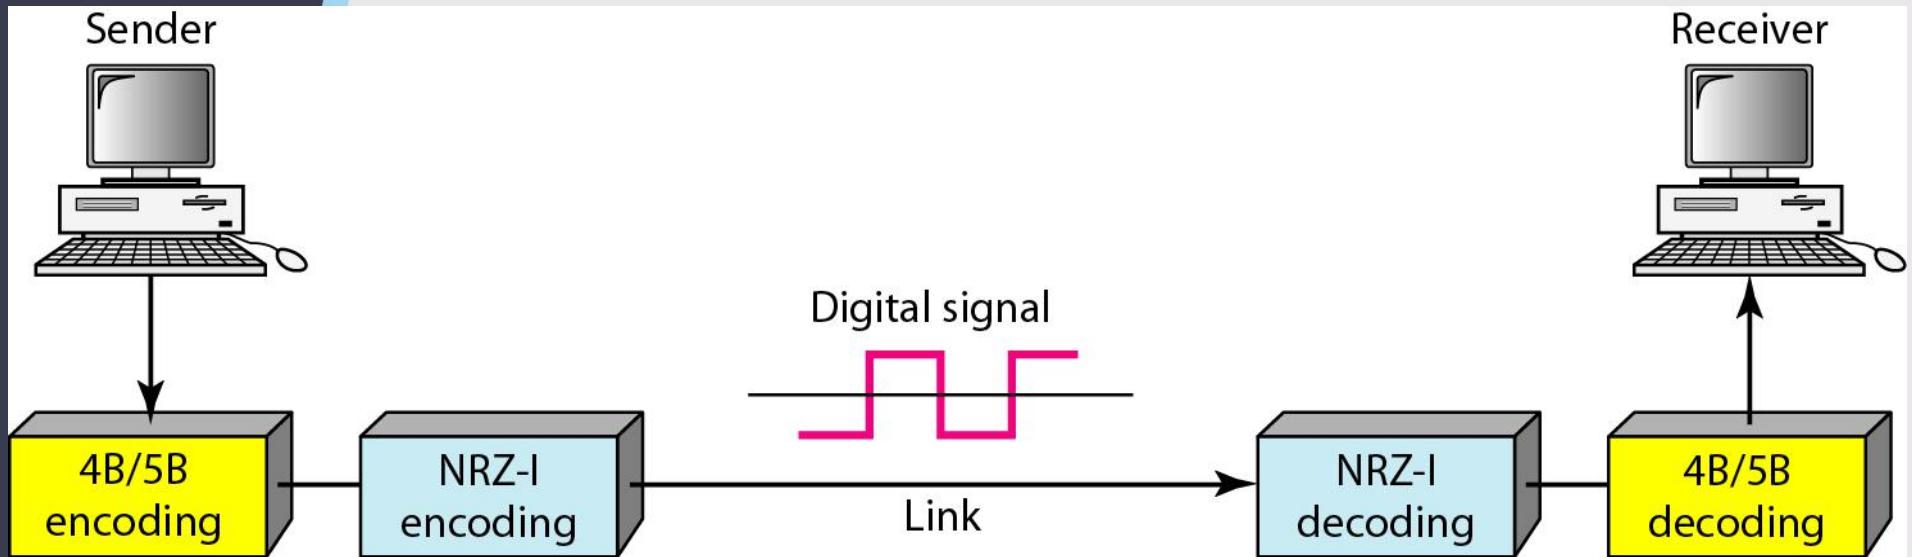 Sender
Receiver
Digital signal
4B/5B
encoding
NRZ-I
encoding
Link
NRZ-I
decoding
4B/5B
decoding